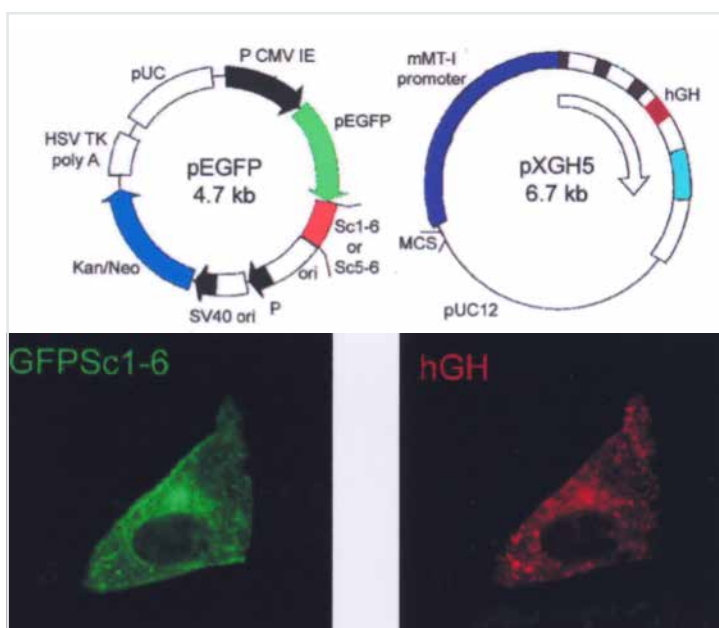 P CMV IE
pUC
pEGFP
HSV TK
poly A
pEGFP
4.7 kb
Sc1-6
or
Sc5-6
Kan/Neo
ori
P
SV40 ori
mMT-I
promoter
hGH
pXGH5
6.7 kb
MCS
pUC12
GFPSc1-6
hGH